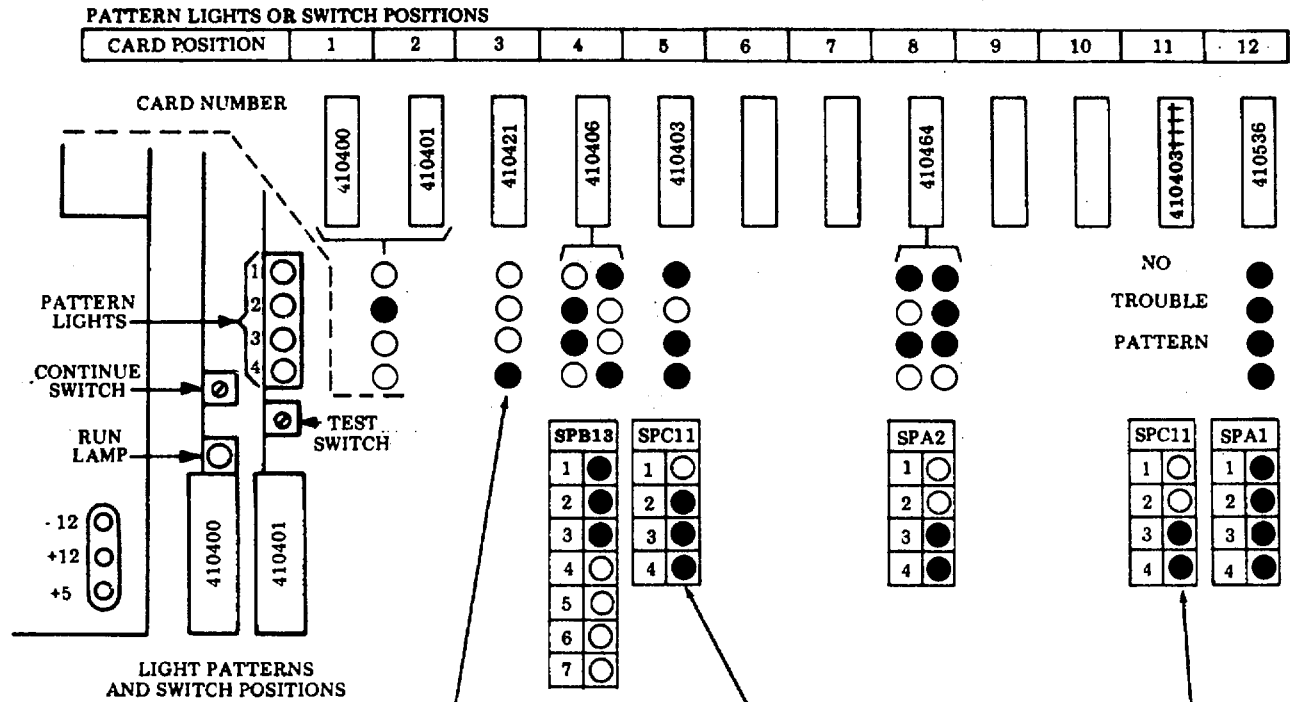 PATTERN LIGHTS OR SWITCH POSITIONS
CARD POSITION 1 2 3 4 5 6 7 8 9 10 11 12
CARD NUMBER
410400
410401
410421
410406
410403
410464
410403††††
410536
1
2
3
4
PATTERN
LIGHTS
CONTINUE
SWITCH
TEST
SWITCH
RUN
LAMP
- 12
+12
+5
410400
410401
LIGHT PATTERNS
AND SWITCH POSITIONS
NO
TROUBLE
PATTERN
SPB13
1
2
3
4
5
6
7
SPC11
1
2
3
4
SPA2
1
2
3
4
SPC11
1
2
3
4
SPA1
1
2
3
4